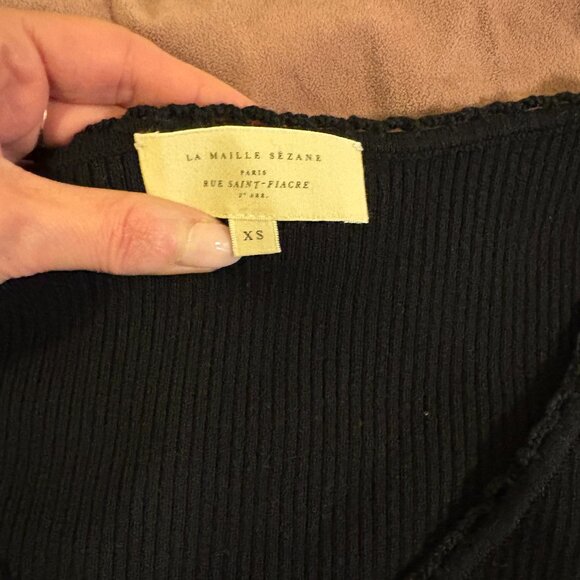 LA MAILLE SÉZANE
PARIS
RUE SAINT-FIACRE
2e ARR.
XS